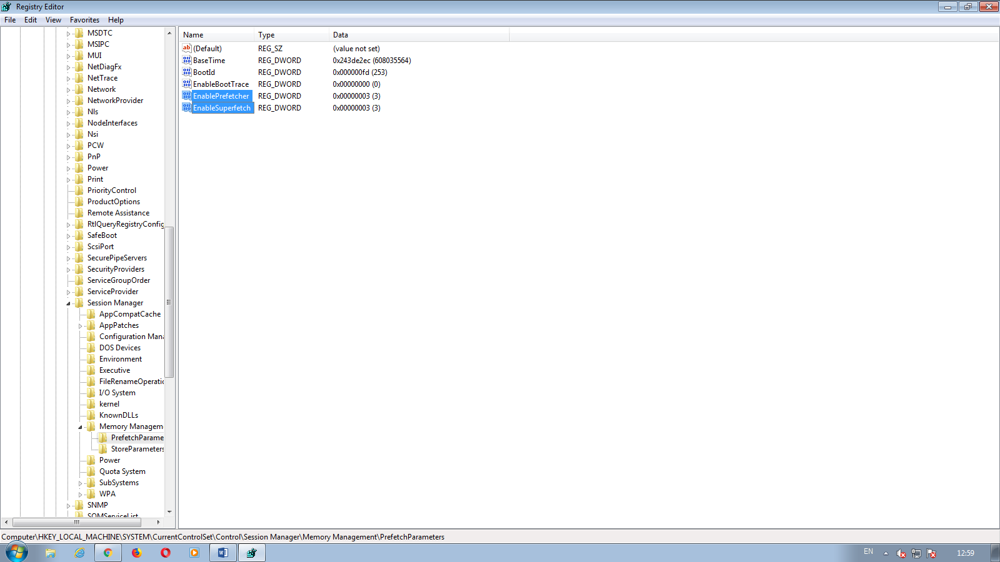 Registry Editor
File Edit View Favorites Help
MSDTC
MSIPC
MUI
NetDiagFx
NetTrace
Network
NetworkProvider
Nls
NodeInterfaces
Nsi
PCW
PnP
Power
Print
PriorityControl
ProductOptions
Remote Assistance
RtlQueryRegistryConfig
SafeBoot
ScsiPort
SecurePipeServers
SecurityProviders
ServiceGroupOrder
ServiceProvider
Session Manager
AppCompatCache
AppPatches
Configuration Mana
DOS Devices
Environment
Executive
FileRenameOperatio
I/O System
kernel
KnownDLLs
Memory Managem
PrefetchParame
StoreParameters
Power
Quota System
SubSystems
WPA
SNMP
SQMServiceList
Name Type Data
(Default) REG_SZ (value not set)
BaseTime REG_DWORD 0x243de2ec (608035564)
BootId REG_DWORD 0x000000fd (253)
EnableBootTrace REG_DWORD 0x00000000 (0)
EnablePrefetcher REG_DWORD 0x00000003 (3)
EnableSuperfetch REG_DWORD 0x00000003 (3)
Computer\HKEY_LOCAL_MACHINE\SYSTEM\CurrentControlSet\Control\Session Manager\Memory Management\PrefetchParameters
EN 12:59